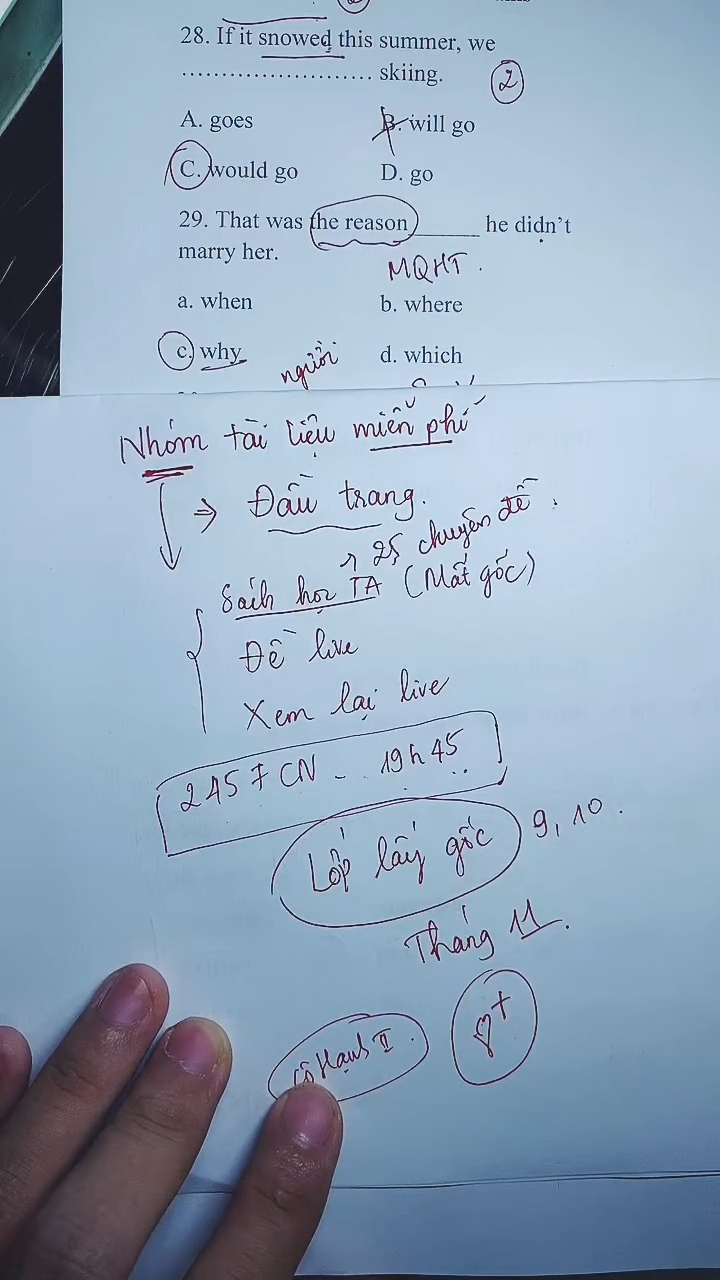 28. If it snowed this summer, we
........................ skiing. 2
A. goes B. will go
C. would go D. go
29. That was the reason ______ he didn't
marry her.
MQHT.
a. when b. where
c. why d. which
người
Nhóm tài liệu miễn phí
⇒ Đầu trang.
25 chuyên đề.
Sách học TA (Mất gốc)
Đề live
Xem lại live
245 7 CN - 19h45
Lớp lấy gốc 9, 10.
Tháng 11.
Cô Hạnh II.